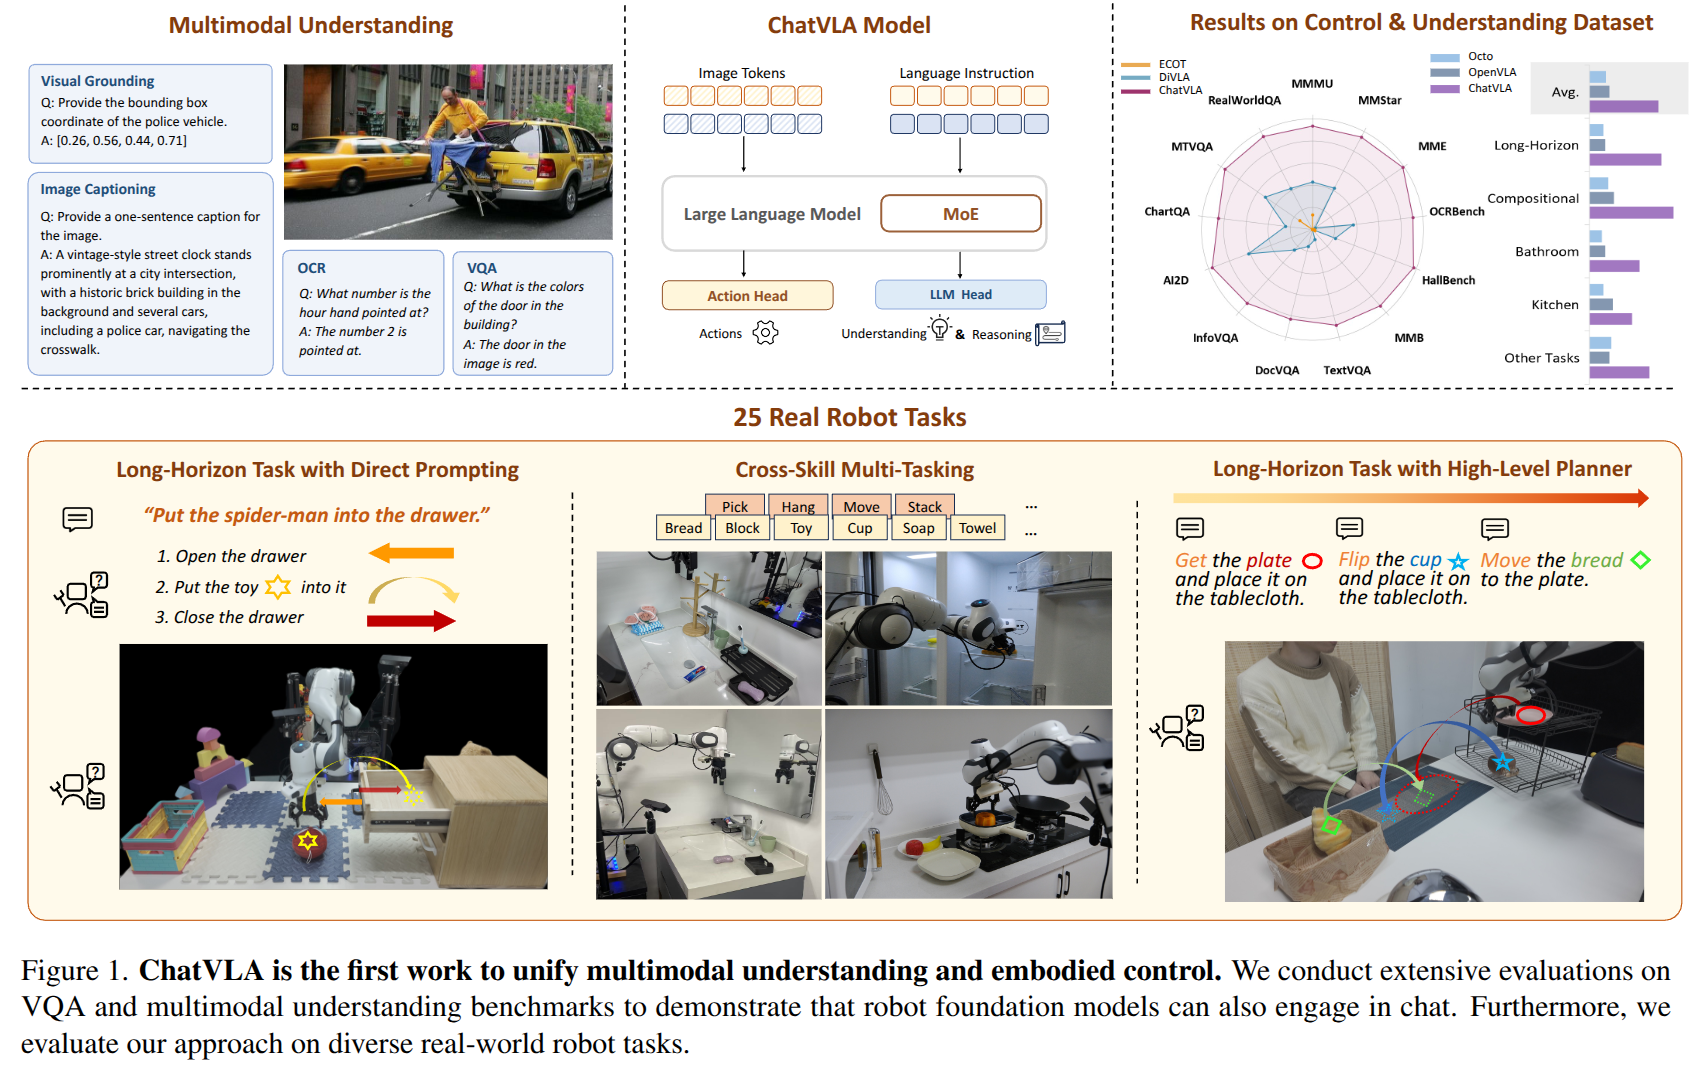 Multimodal Understanding
Visual Grounding
Q: Provide the bounding box
coordinate of the police vehicle.
A: [0.26, 0.56, 0.44, 0.71]
Image Captioning
Q: Provide a one-sentence caption for
the image.
A: A vintage-style street clock stands
prominently at a city intersection,
with a historic brick building in the
background and several cars,
including a police car, navigating the
crosswalk.
OCR
Q: What number is the
hour hand pointed at?
A: The number 2 is
pointed at.
VQA
Q: What is the colors
of the door in the
building?
A: The door in the
image is red.
ChatVLA Model
Image Tokens
Language Instruction
Large Language Model
MoE
Action Head
LLM Head
Actions
Understanding & Reasoning
Results on Control & Understanding Dataset
ECOT
DiVLA
ChatVLA
MMMU
MMStar
MME
OCRBench
HallBench
MMB
TextVQA
DocVQA
InfoVQA
AI2D
ChartQA
MTVQA
RealWorldQA
Octo
OpenVLA
ChatVLA
Avg.
Long-Horizon
Compositional
Bathroom
Kitchen
Other Tasks
25 Real Robot Tasks
Long-Horizon Task with Direct Prompting
“Put the spider-man into the drawer.”
1. Open the drawer
2. Put the toy into it
3. Close the drawer
Cross-Skill Multi-Tasking
Pick Hang Move Stack ...
Bread Block Toy Cup Soap Towel ...
Long-Horizon Task with High-Level Planner
Get the plate
and place it on
the tablecloth.
Flip the cup
and place it on
the tablecloth.
Move the bread
to the plate.
Figure 1. ChatVLA is the first work to unify multimodal understanding and embodied control. We conduct extensive evaluations on
VQA and multimodal understanding benchmarks to demonstrate that robot foundation models can also engage in chat. Furthermore, we
evaluate our approach on diverse real-world robot tasks.